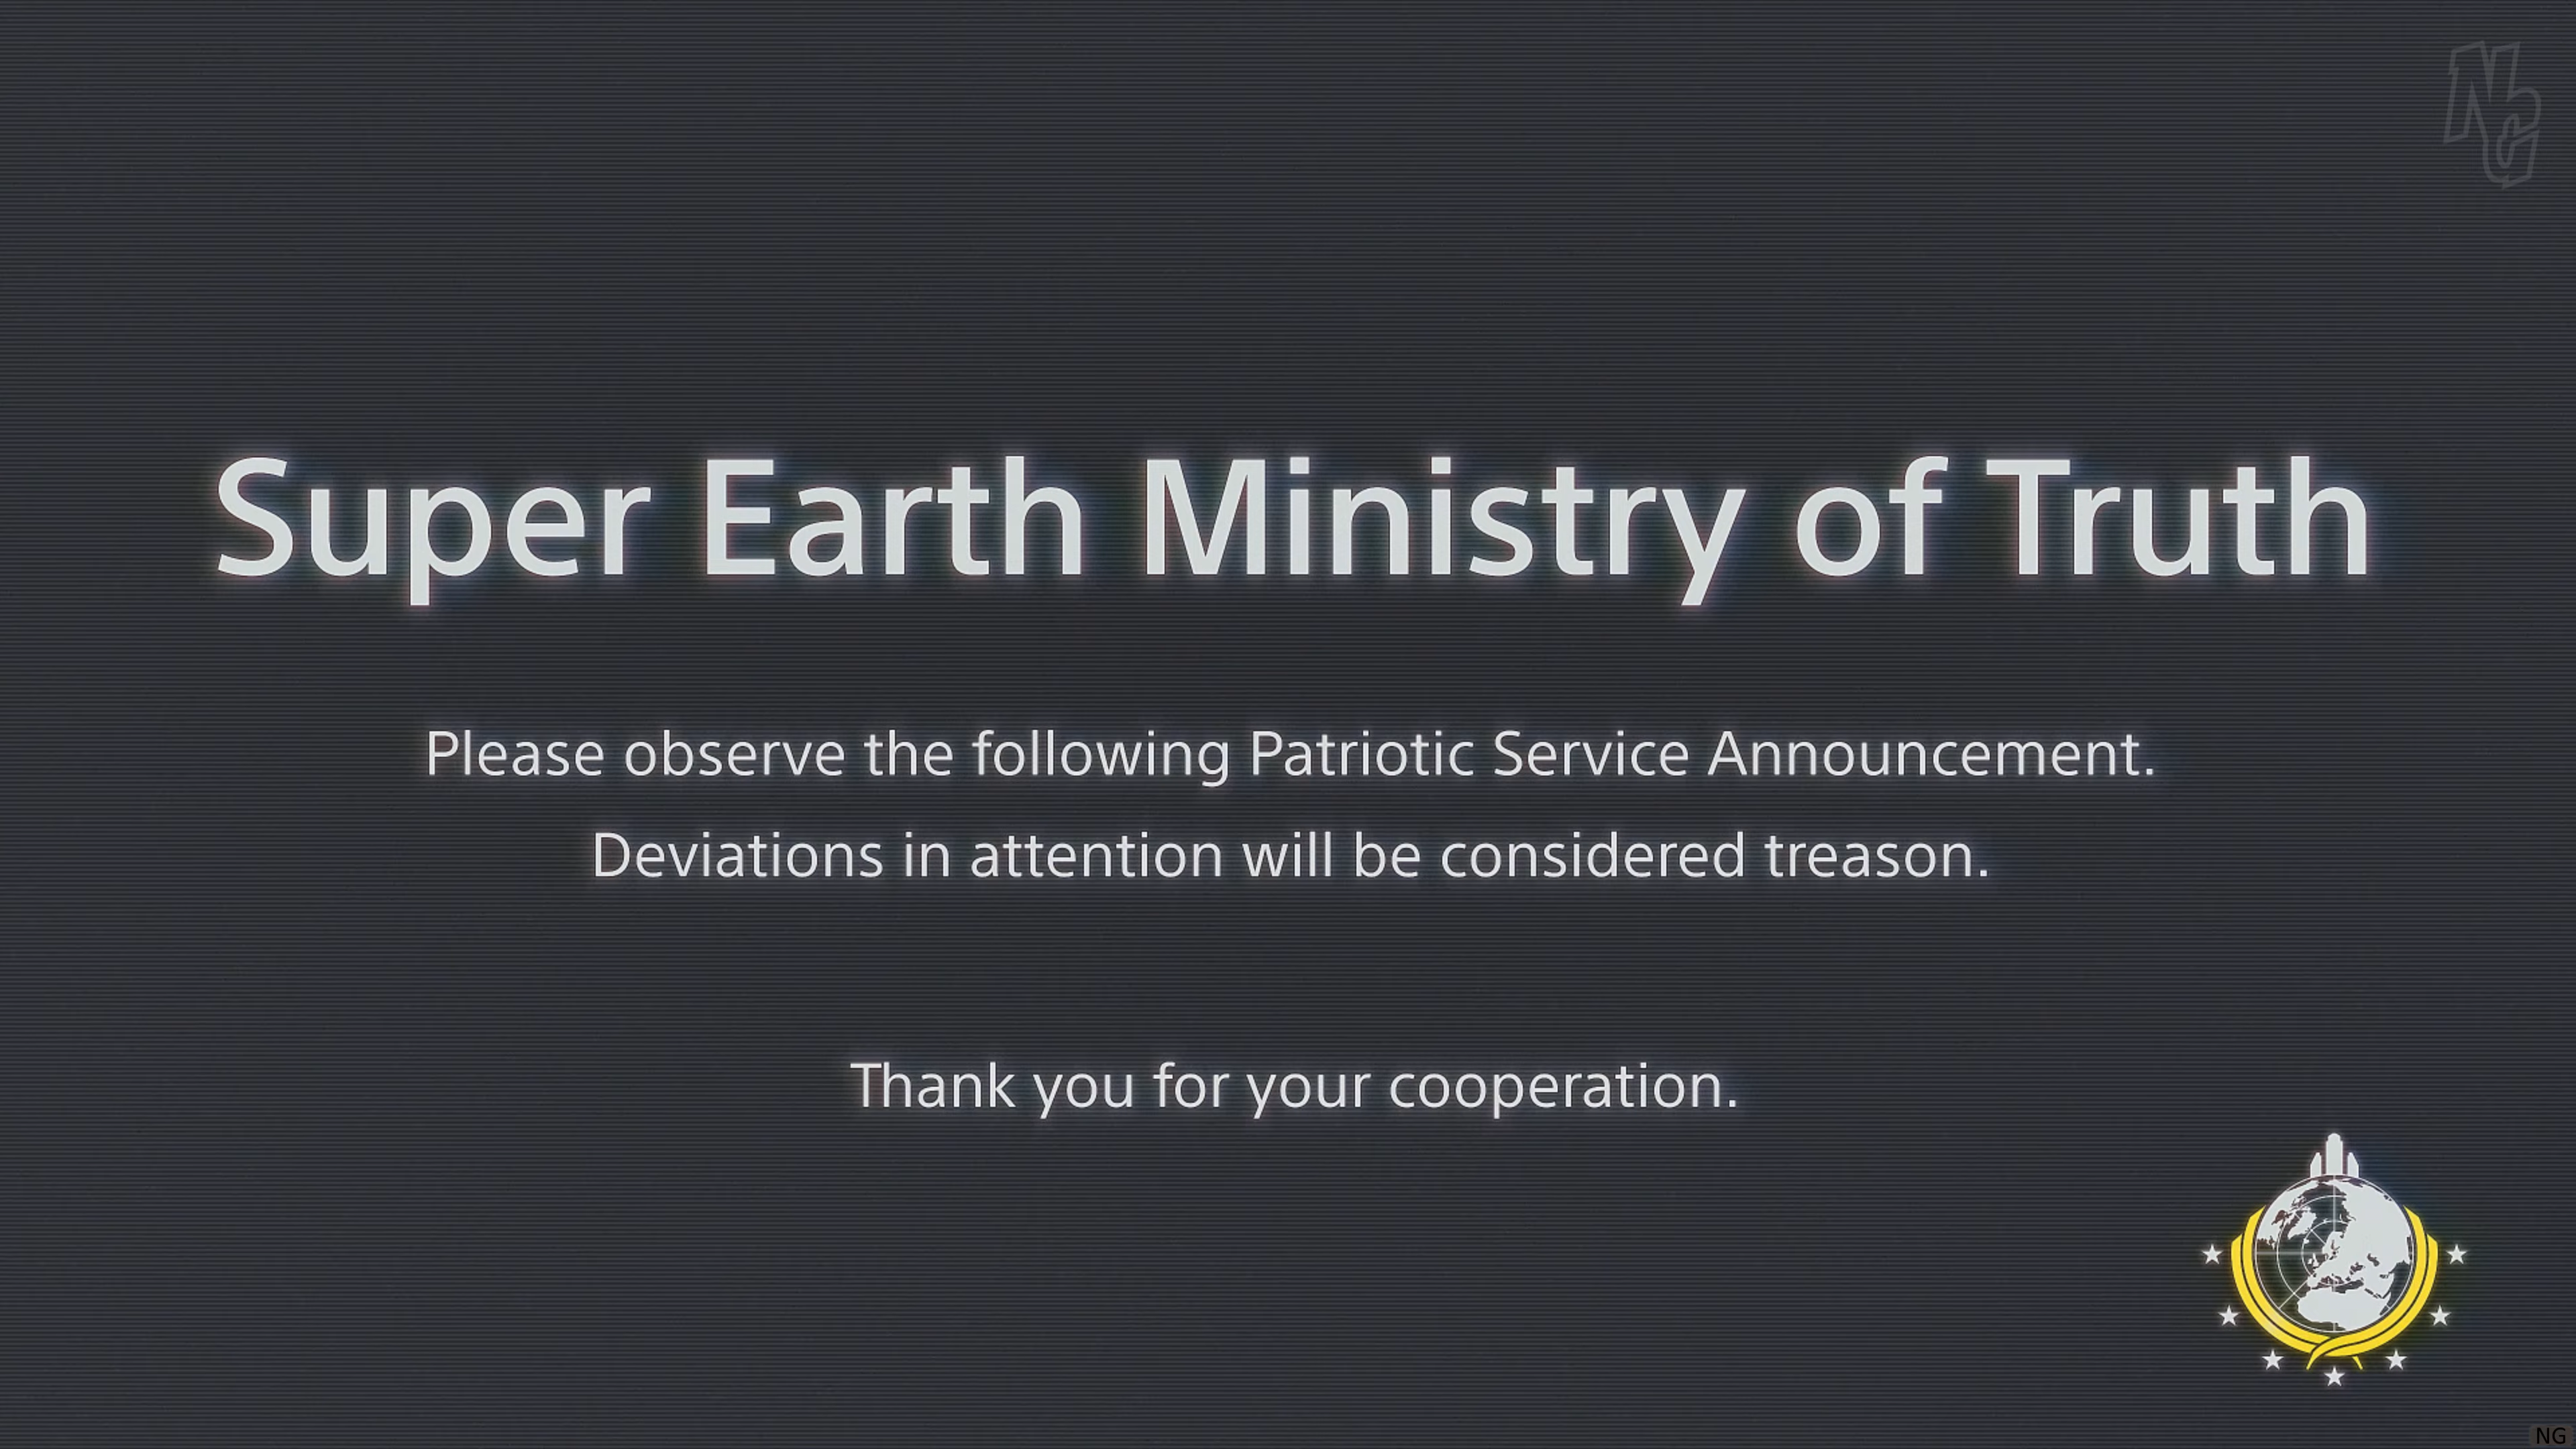 NG
Super Earth Ministry of Truth
Please observe the following Patriotic Service Announcement.
Deviations in attention will be considered treason.
Thank you for your cooperation.
NG